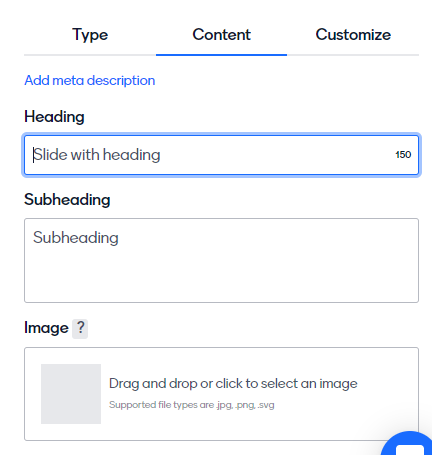 Type Content Customize
Add meta description
Heading
Slide with heading 150
Subheading
Subheading
Image ?
Drag and drop or click to select an image
Supported file types are .jpg, .png, .svg